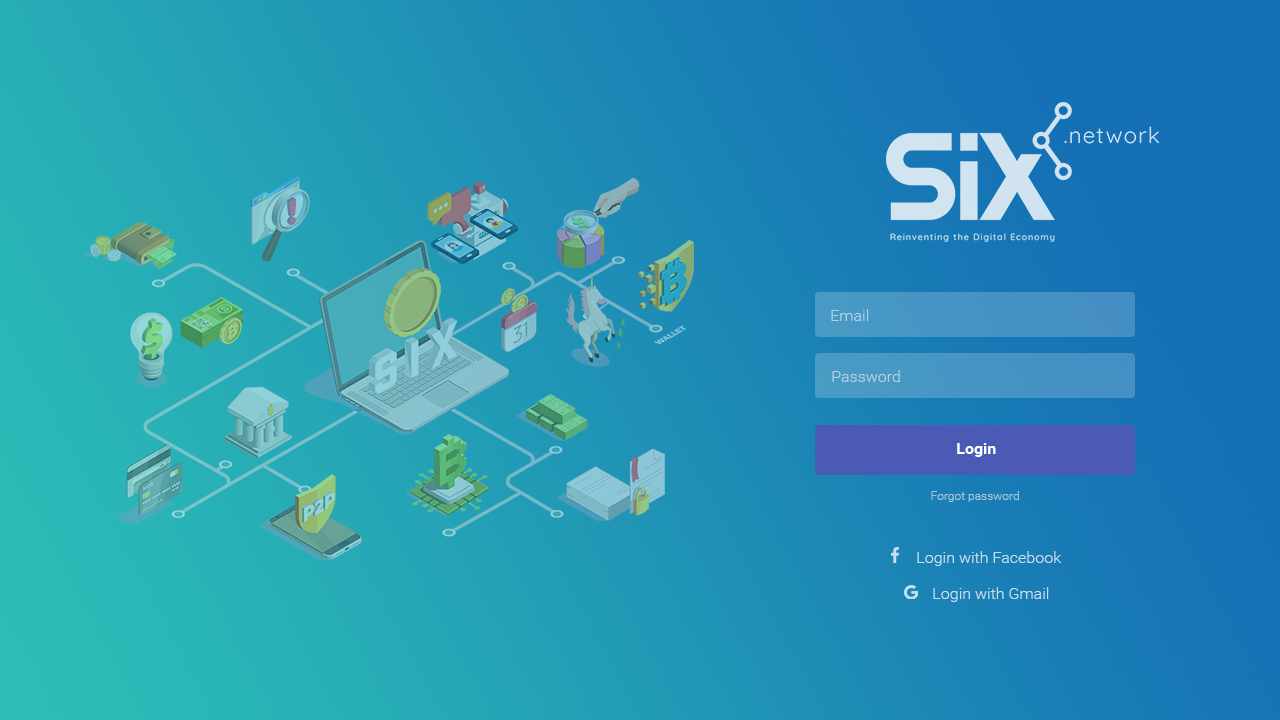 SiX
.network
Reinventing the Digital Economy
31
SIX
WALLET
P2P
Email
Password
Login
Forgot password
Login with Facebook
Login with Gmail